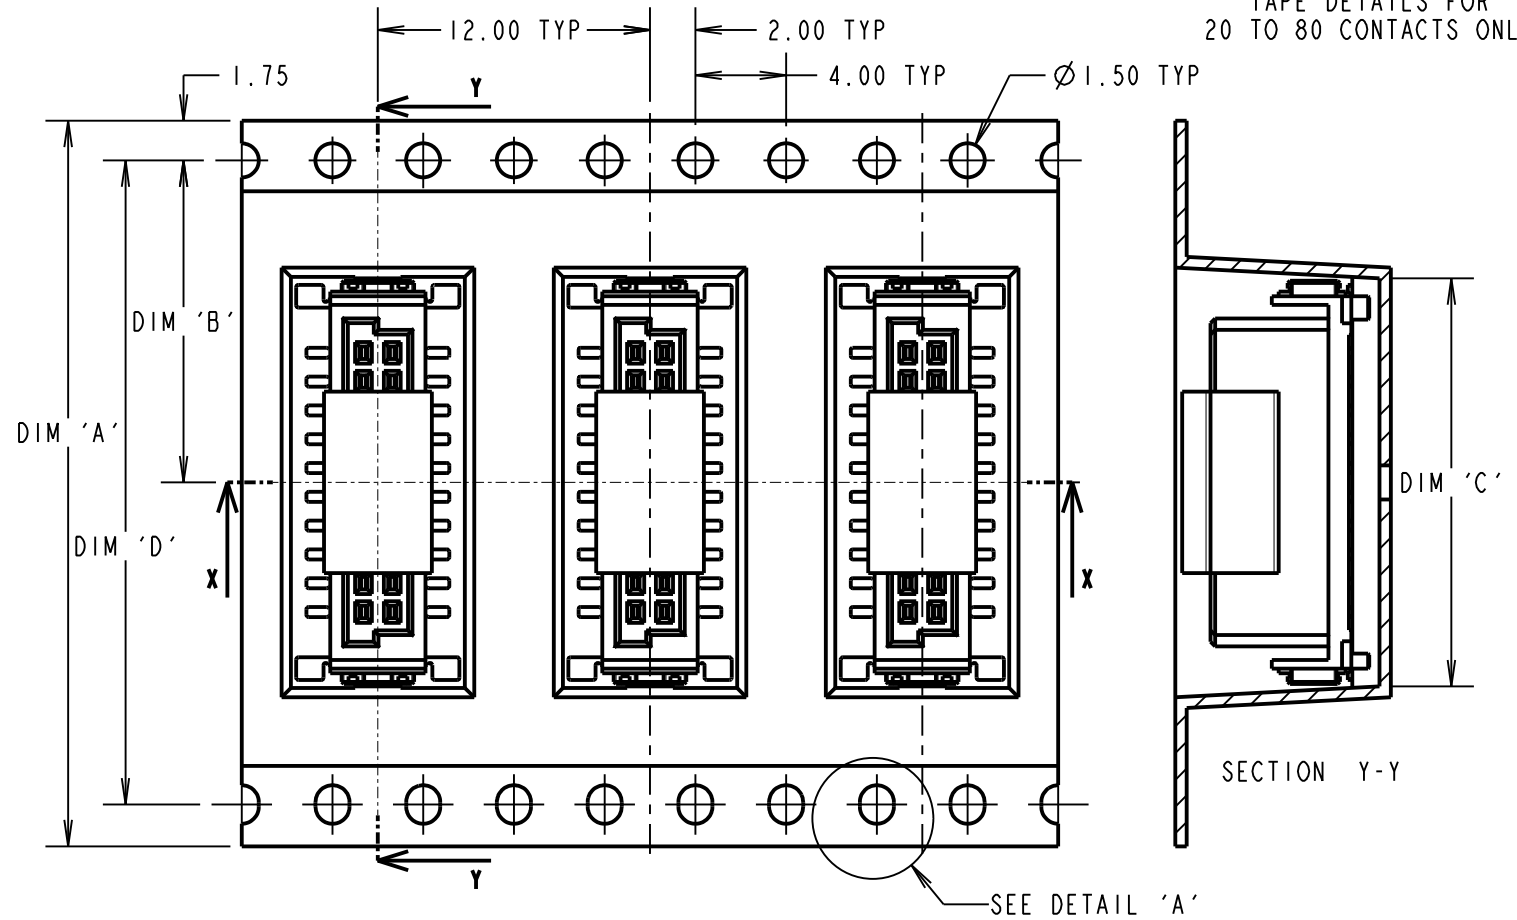 TAPE DETAILS FOR
20 TO 80 CONTACTS ONL
12.00 TYP
2.00 TYP
1.75
Y
4.00 TYP
Ø1.50 TYP
DIM 'B'
DIM 'A'
DIM 'C'
DIM 'D'
X
X
SECTION Y-Y
Y
SEE DETAIL 'A'